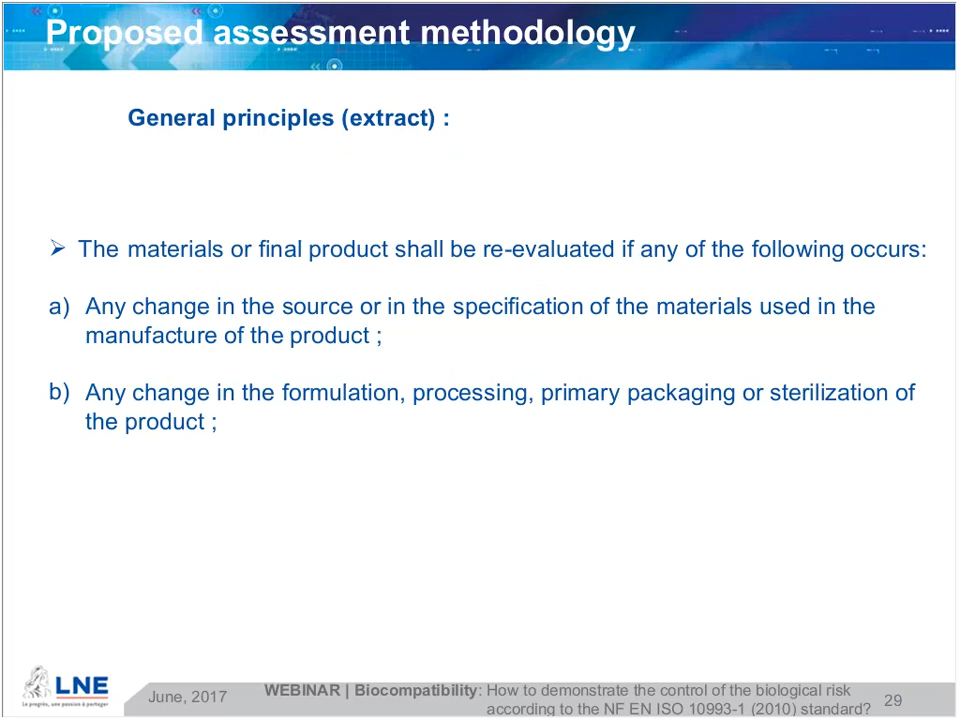 Proposed assessment methodology
General principles (extract) :
➢ The materials or final product shall be re-evaluated if any of the following occurs:
a) Any change in the source or in the specification of the materials used in the
manufacture of the product ;
b) Any change in the formulation, processing, primary packaging or sterilization of
the product ;
LNE
Le progrès, une passion à partager
June, 2017
WEBINAR | Biocompatibility: How to demonstrate the control of the biological risk
according to the NF EN ISO 10993-1 (2010) standard?
29